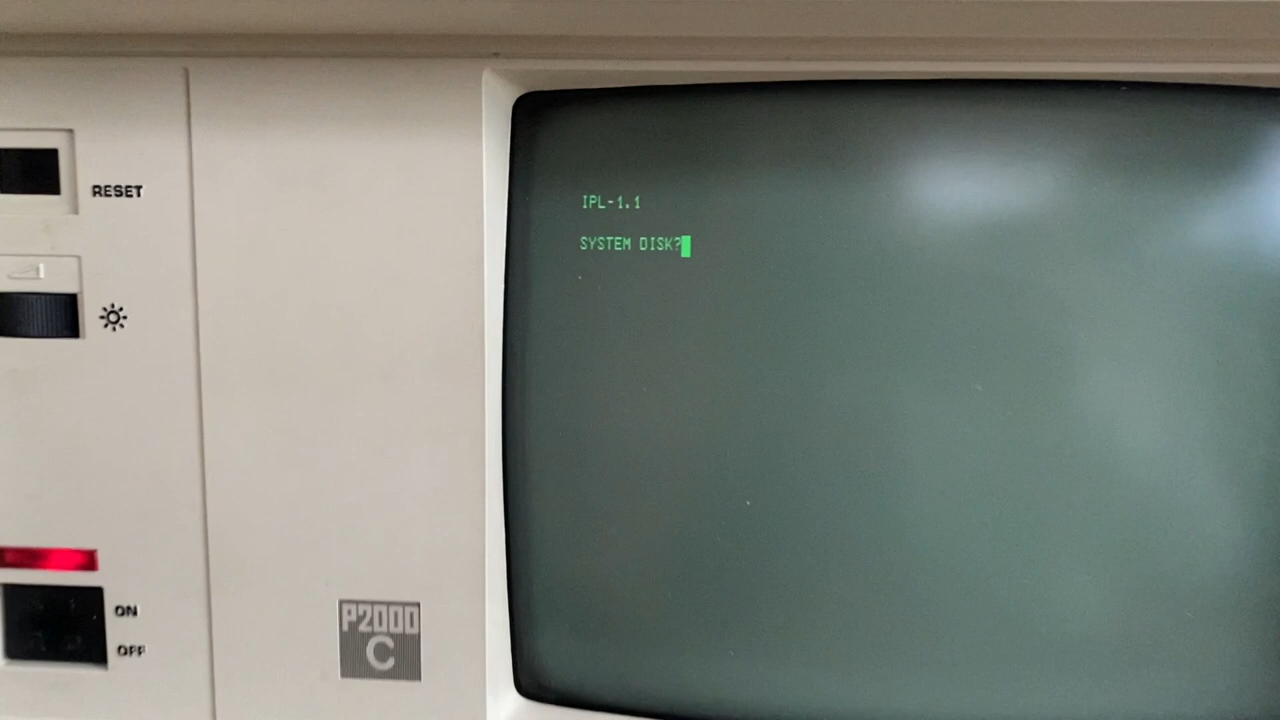 RESET
IPL-1.1
SYSTEM DISK?
ON
OFF
P2000
C